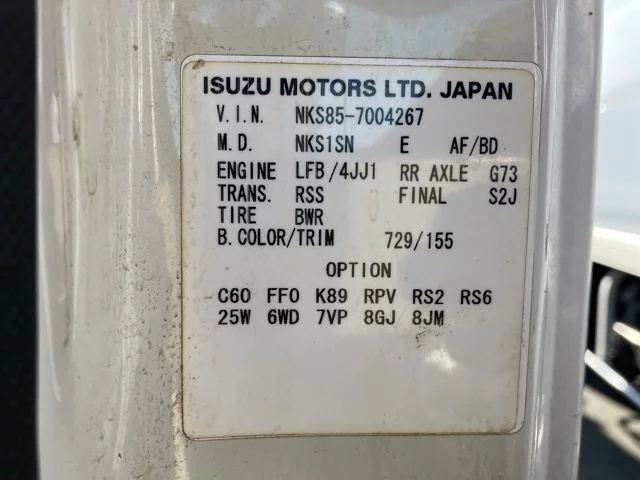 ISUZU MOTORS LTD. JAPAN
V.I.N. NKS85-7004267
M.D. NKS1SN E AF/BD
ENGINE LFB/4JJ1 RR AXLE G73
TRANS. RSS FINAL S2J
TIRE BWR
B.COLOR/TRIM 729/155
OPTION
C60 FF0 K89 RPV RS2 RS6
25W 6WD 7VP 8GJ 8JM